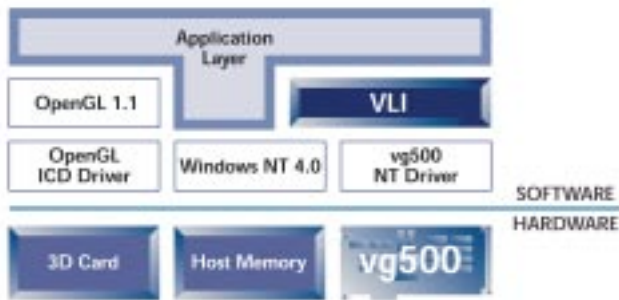 Application
Layer
OpenGL 1.1
VLI
OpenGL
ICD Driver
Windows NT 4.0
vg500
NT Driver
SOFTWARE
HARDWARE
3D Card
Host Memory
vg500